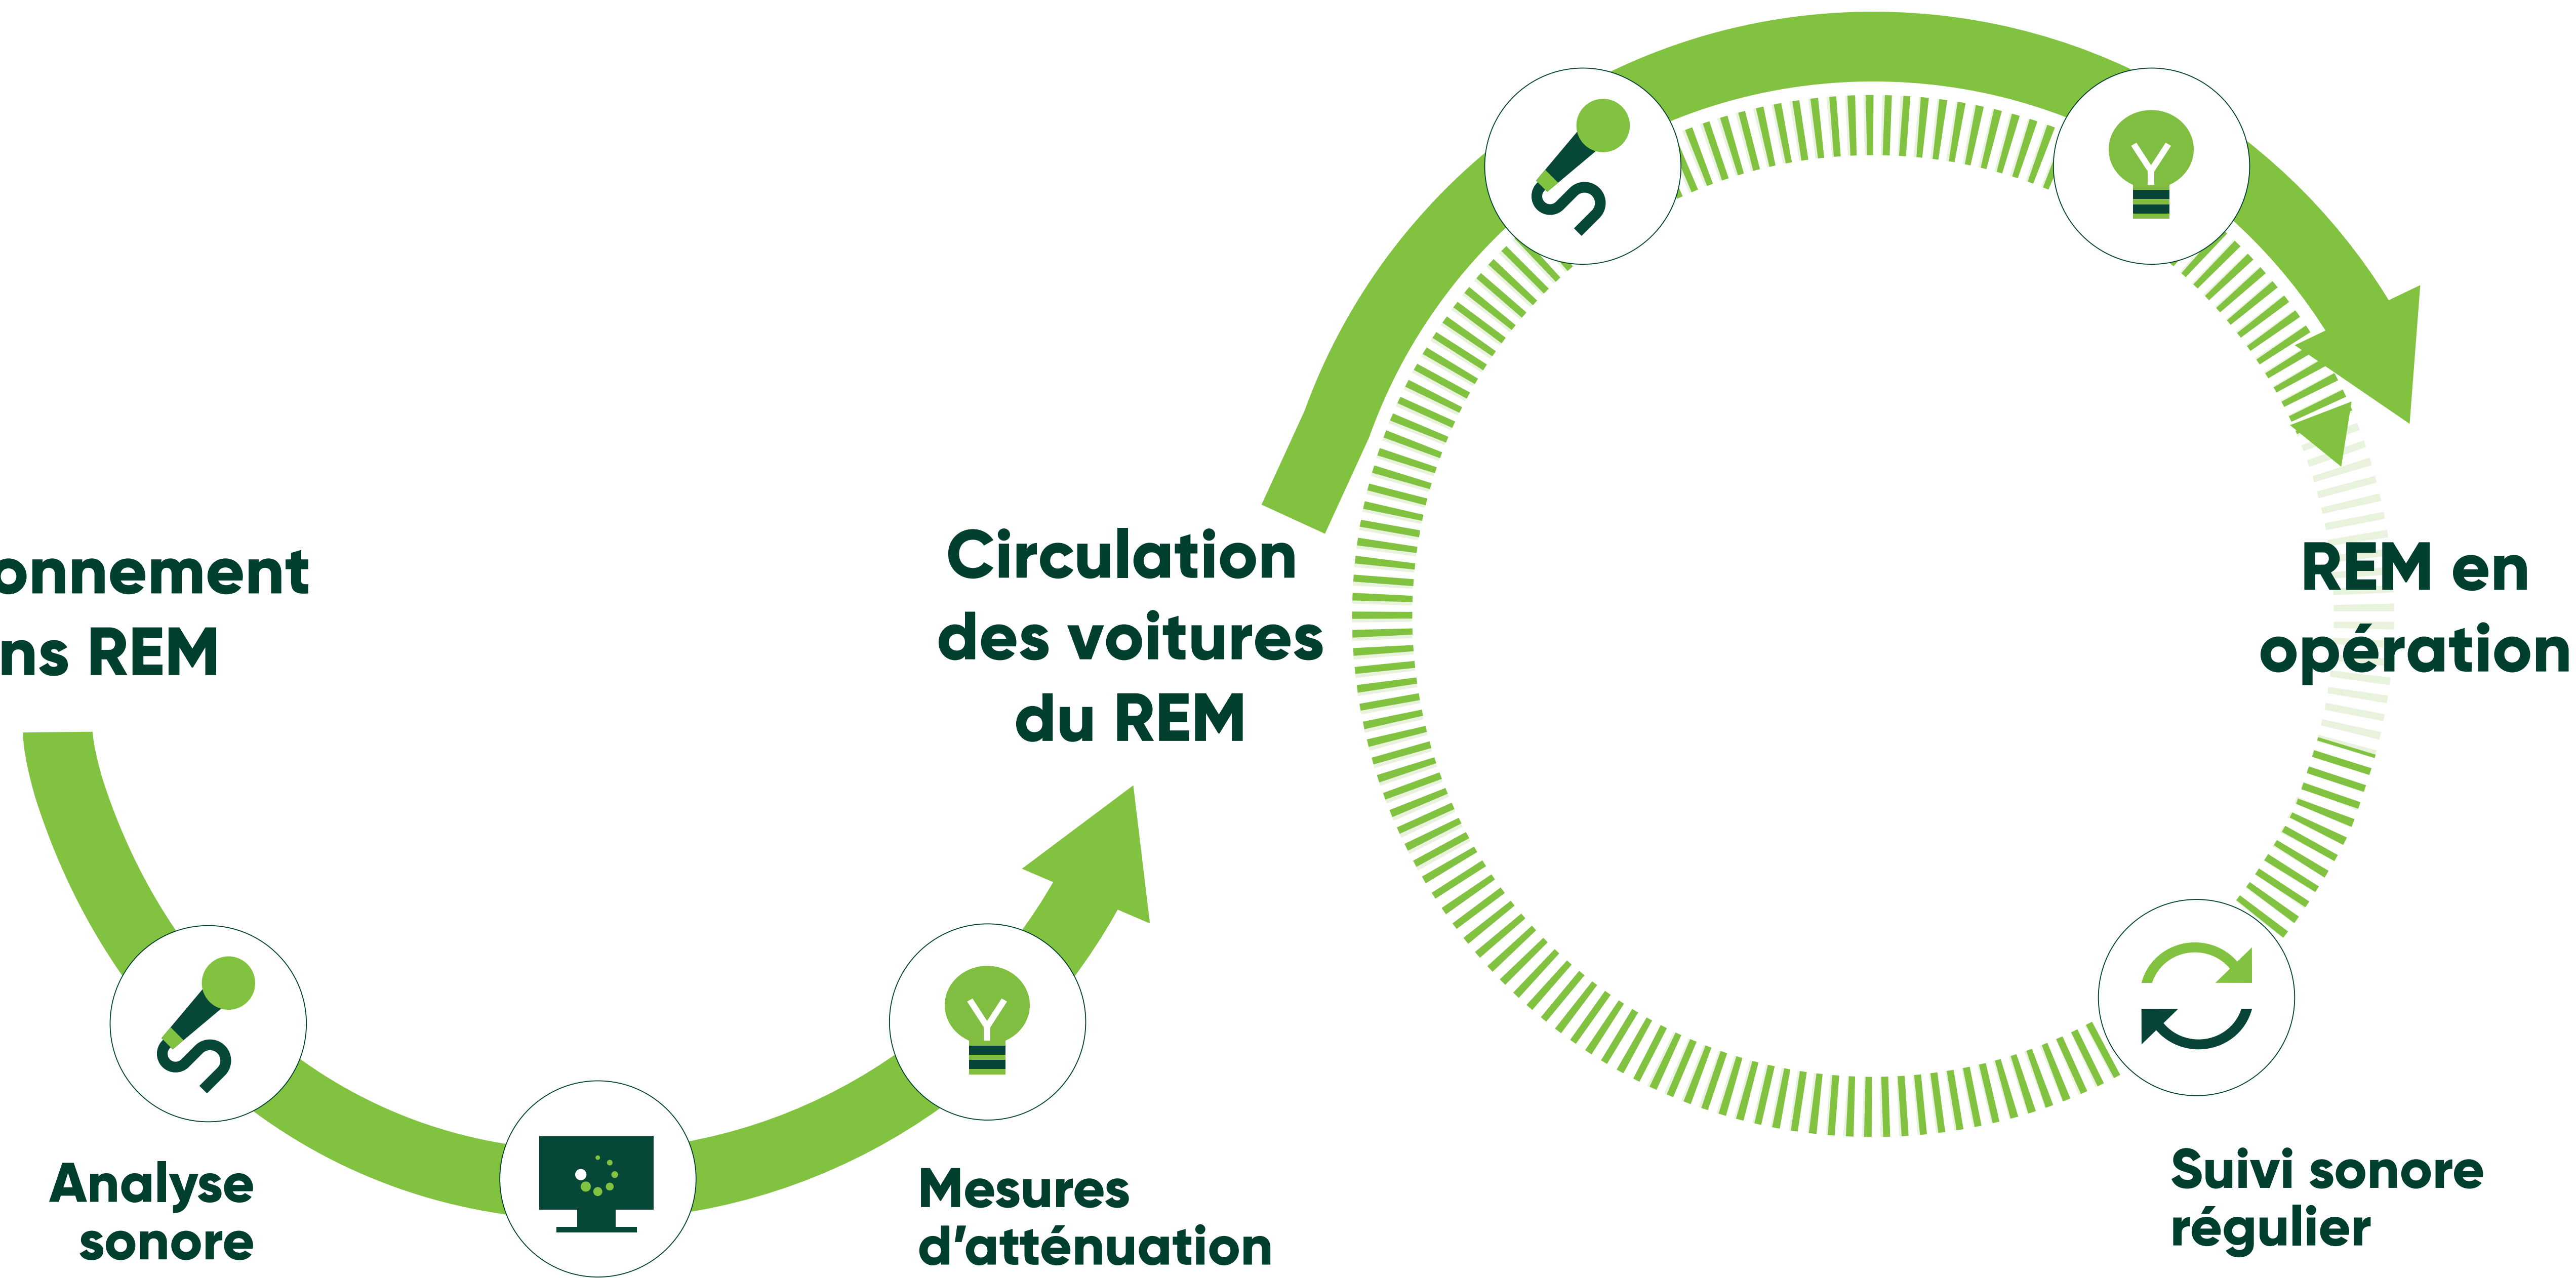 onnement
ns REM
Circulation
des voitures
du REM
REM en
opération
Analyse
sonore
Mesures
d’atténuation
Suivi sonore
régulier